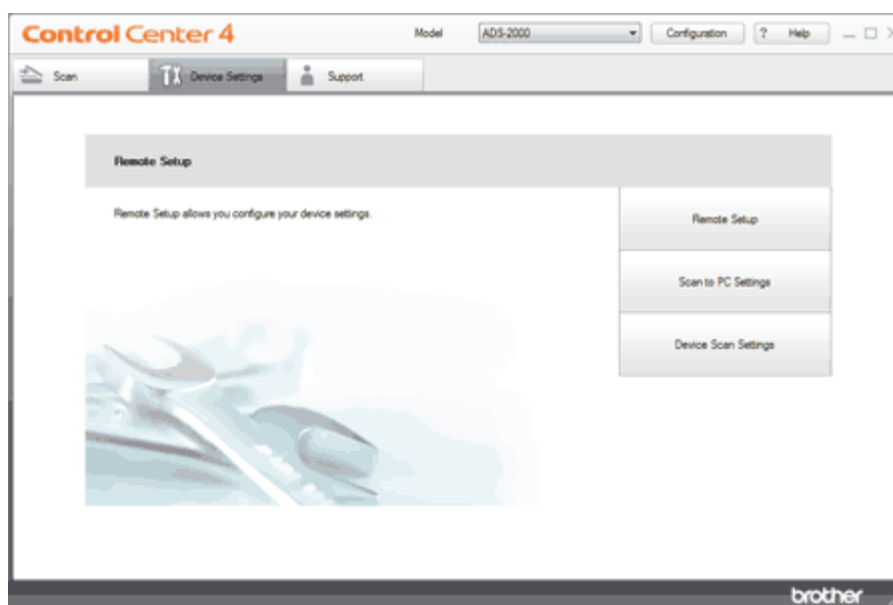 Control Center 4
Model
ADS-2000
Configuration
? Help
Scan
Device Settings
Support
Remote Setup
Remote Setup allows you configure your device settings.
Remote Setup
Scan to PC Settings
Device Scan Settings
brother